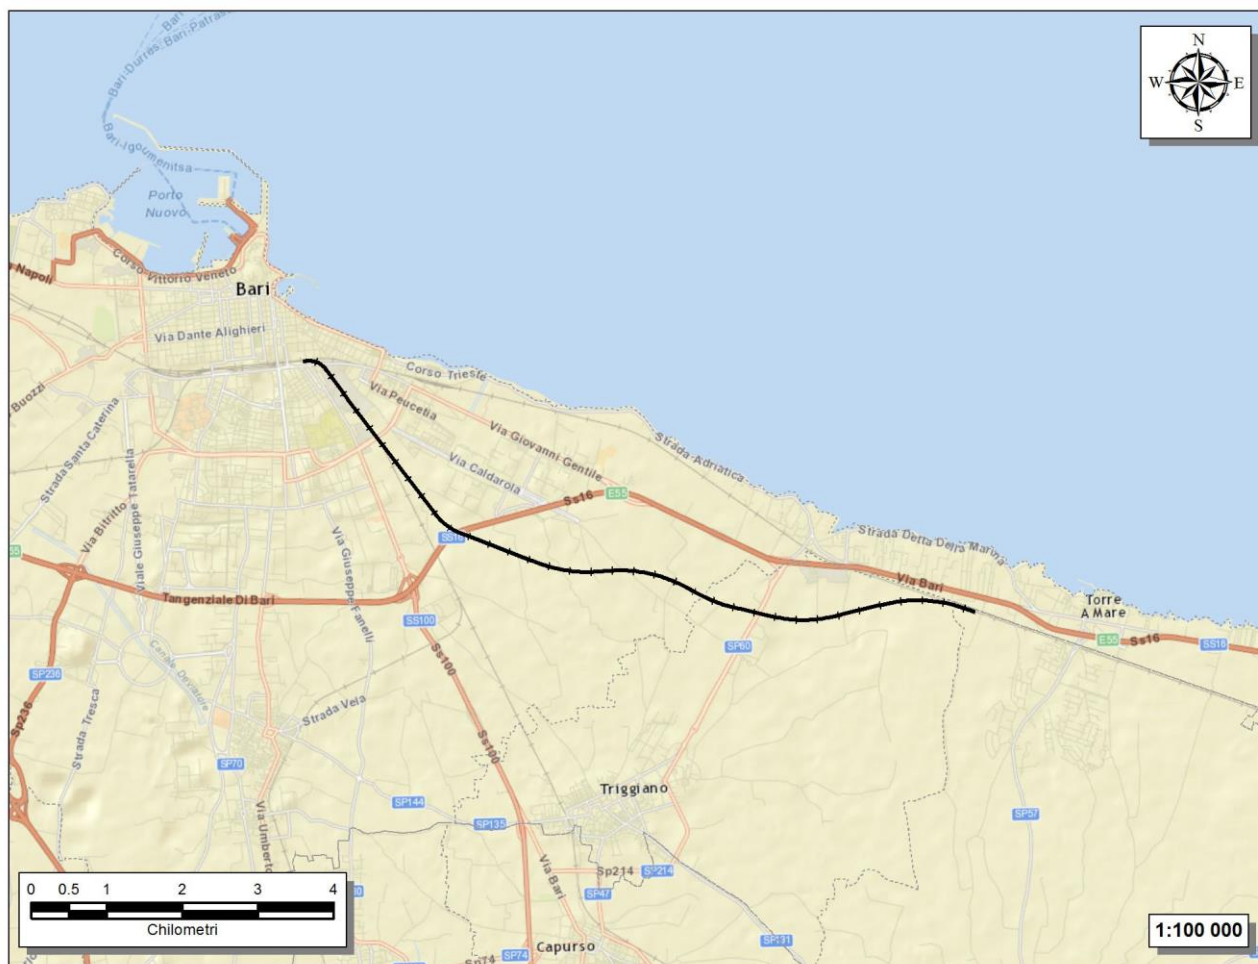 Bari-Durrës
Bari-Patras
Bari-Igoumenitsa
N
W
E
S
Porto
Nuovo
Napoli
Corso Vittorio Veneto
Bari
Via Dante Alighieri
Corso Trieste
Buozzi
Via Peucetia
Strada Santa Caterina
Via Giovanni Gentile
Strada Adriatica
Via Caldarola
Viale Giuseppe Tatarella
Via Bitritto
Ss16
E55
SS16
Strada Detta Della Marina
Via Giuseppe Fanelli
Via Bari
Tangenziale Di Bari
Torre
A Mare
SS100
Ss100
E55
Ss16
SS16
SP60
Canale Deviatore
SP236
Sp236
Strada Tresca
Strada Vela
Ss100
SP70
Triggiano
SP144
SP135
SP57
Via Umberto
Via Bari
Sp214
SP214
SP47
SP131
Capurso
Sp74
SP74
0 0.5 1 2 3 4
Chilometri
1:100 000